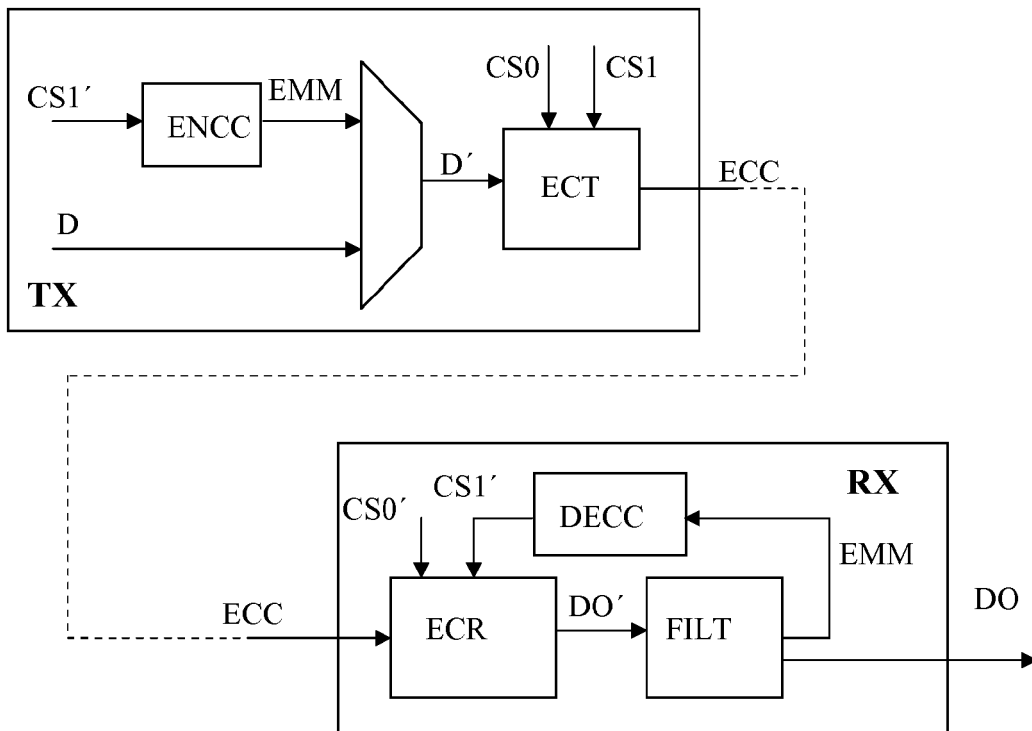 CS0 CS1
CS1´ EMM
ENCC
D´ ECT ECC
D
TX
CS0´ CS1´ DECC RX
EMM
ECC ECR DO´ FILT DO